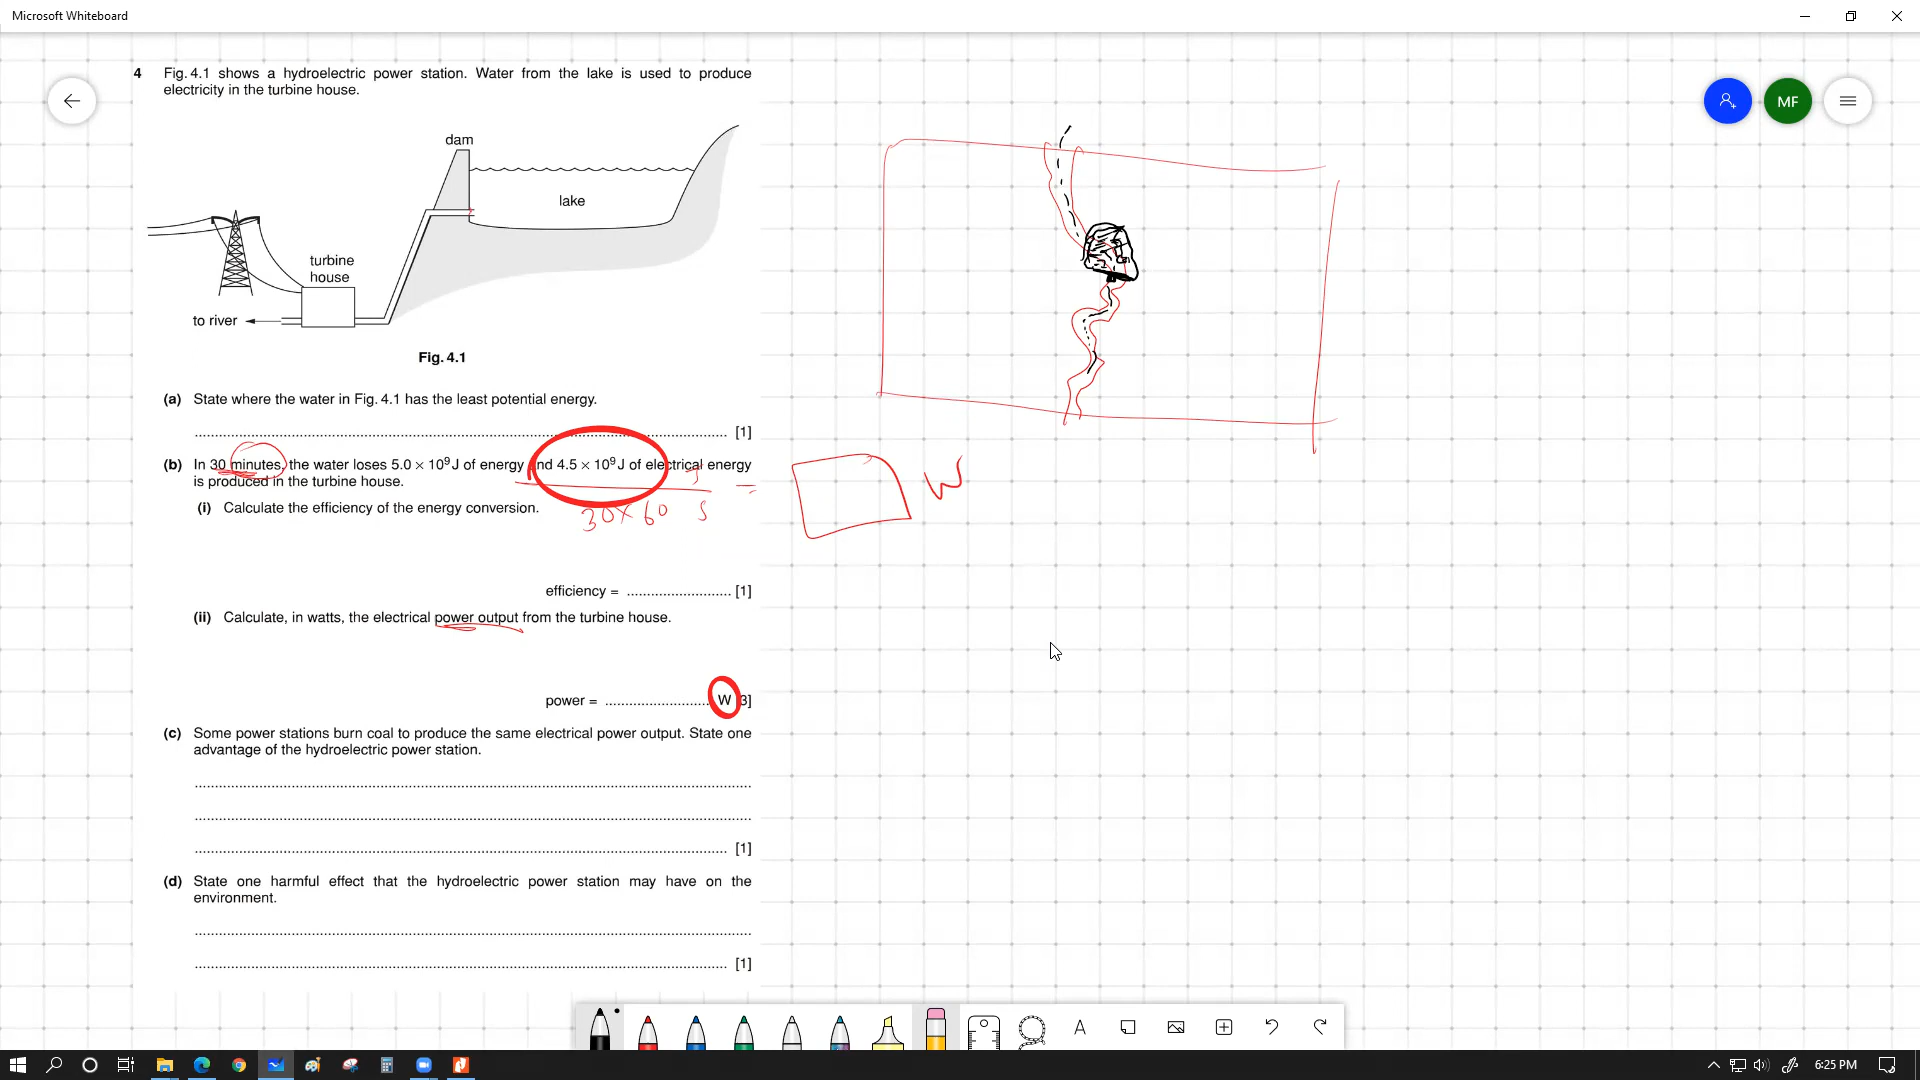 Microsoft Whiteboard
MF
4 Fig. 4.1 shows a hydroelectric power station. Water from the lake is used to produce
electricity in the turbine house.
dam
lake
turbine
house
to river
Fig. 4.1
(a) State where the water in Fig. 4.1 has the least potential energy.
[1]
(b) In 30 minutes, the water loses 5.0 × 10⁹ J of energy and 4.5 × 10⁹ J of electrical energy
is produced in the turbine house.
J
=
W
30 × 60 s
(i) Calculate the efficiency of the energy conversion.
efficiency = .......................... [1]
(ii) Calculate, in watts, the electrical power output from the turbine house.
power = .......................... W [3]
(c) Some power stations burn coal to produce the same electrical power output. State one
advantage of the hydroelectric power station.
[1]
(d) State one harmful effect that the hydroelectric power station may have on the
environment.
[1]
A
6:25 PM